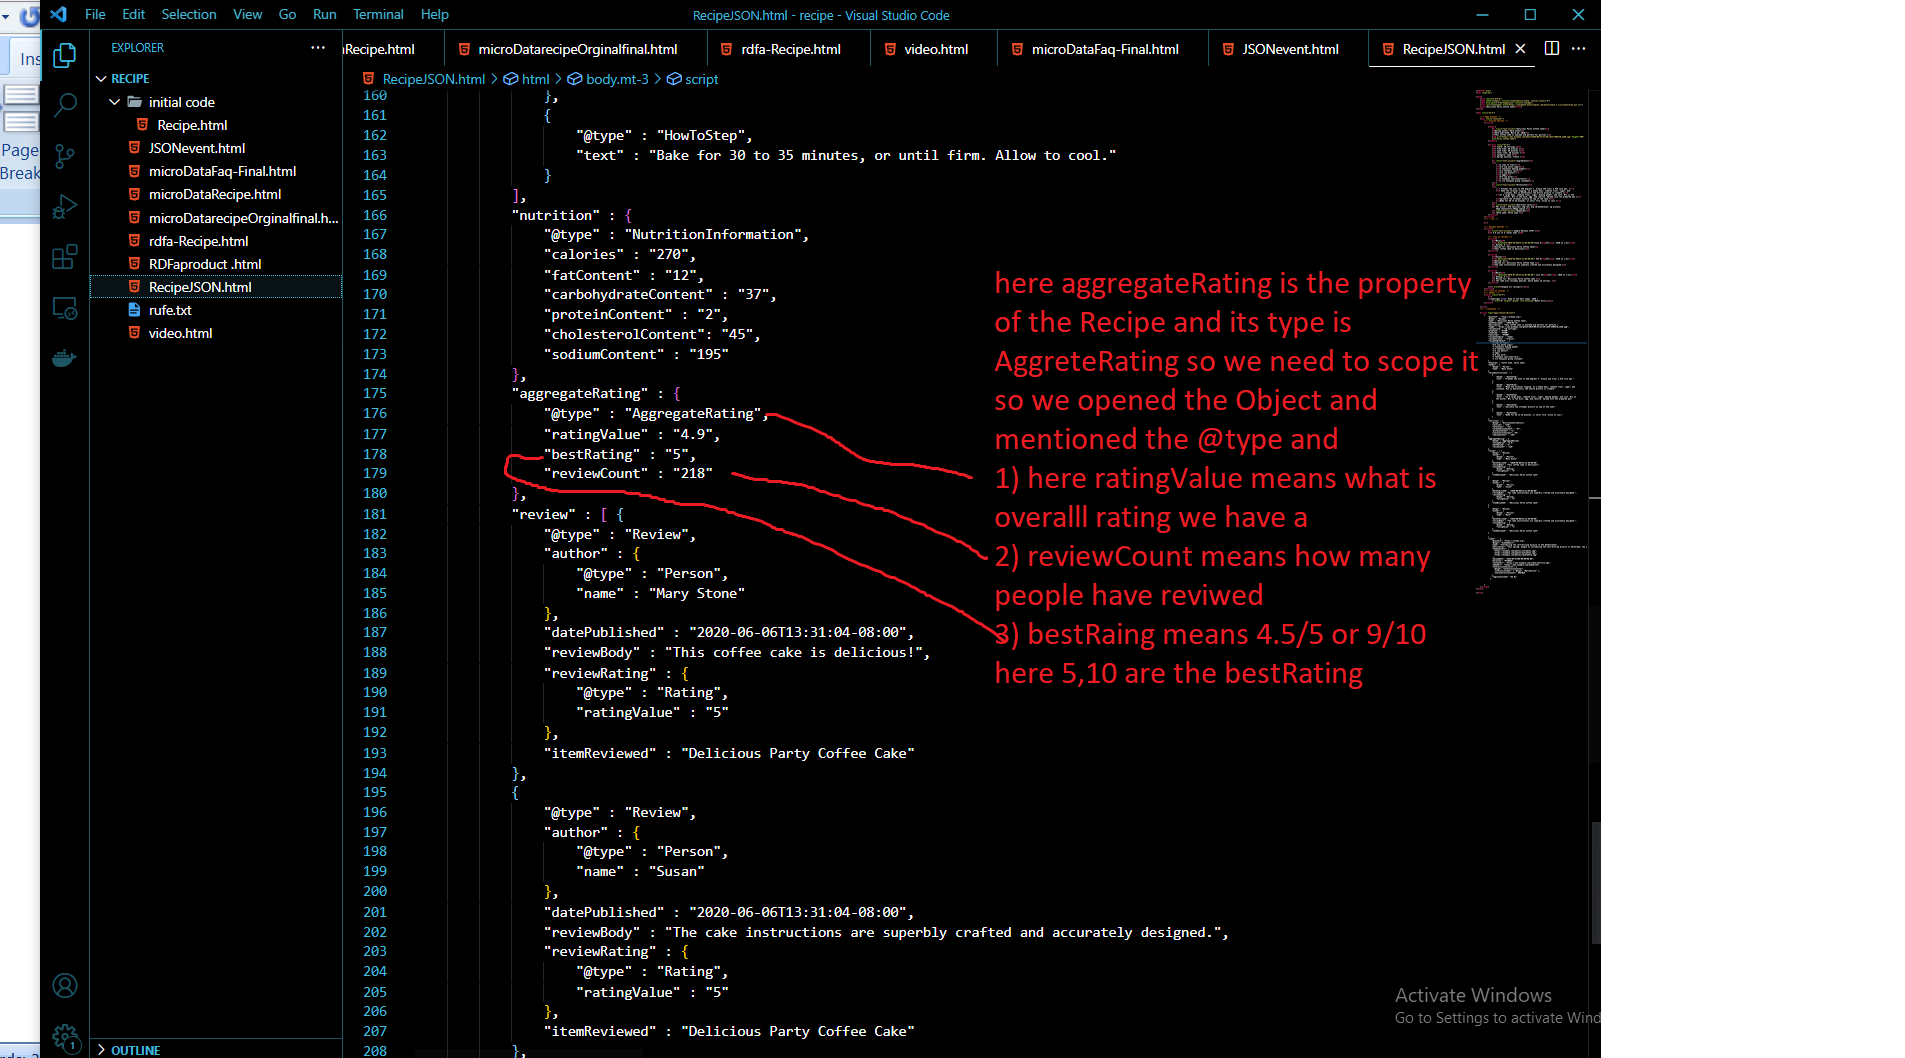 File Edit Selection View Go Run Terminal Help
RecipeJSON.html - recipe - Visual Studio Code
Ins
Page
Break
EXPLORER
RECIPE
initial code
Recipe.html
JSONevent.html
microDataFaq-Final.html
microDataRecipe.html
microDatarecipeOrginalfinal.h...
rdfa-Recipe.html
RDFaproduct .html
RecipeJSON.html
rufe.txt
video.html
OUTLINE
1
Recipe.html microDatarecipeOrginalfinal.html rdfa-Recipe.html video.html microDataFaq-Final.html JSONevent.html RecipeJSON.html
RecipeJSON.html > html > body.mt-3 > script
160 },
161 {
162 "@type" : "HowToStep",
163 "text" : "Bake for 30 to 35 minutes, or until firm. Allow to cool."
164 }
165 ],
166 "nutrition" : {
167 "@type" : "NutritionInformation",
168 "calories" : "270",
169 "fatContent" : "12",
170 "carbohydrateContent" : "37",
171 "proteinContent" : "2",
172 "cholesterolContent": "45",
173 "sodiumContent" : "195"
174 },
175 "aggregateRating" : {
176 "@type" : "AggregateRating",
177 "ratingValue" : "4.9",
178 "bestRating" : "5",
179 "reviewCount" : "218"
180 },
181 "review" : [ {
182 "@type" : "Review",
183 "author" : {
184 "@type" : "Person",
185 "name" : "Mary Stone"
186 },
187 "datePublished" : "2020-06-06T13:31:04-08:00",
188 "reviewBody" : "This coffee cake is delicious!",
189 "reviewRating" : {
190 "@type" : "Rating",
191 "ratingValue" : "5"
192 },
193 "itemReviewed" : "Delicious Party Coffee Cake"
194 },
195 {
196 "@type" : "Review",
197 "author" : {
198 "@type" : "Person",
199 "name" : "Susan"
200 },
201 "datePublished" : "2020-06-06T13:31:04-08:00",
202 "reviewBody" : "The cake instructions are superbly crafted and accurately designed.",
203 "reviewRating" : {
204 "@type" : "Rating",
205 "ratingValue" : "5"
206 },
207 "itemReviewed" : "Delicious Party Coffee Cake"
208 },
here aggregateRating is the property
of the Recipe and its type is
AggreteRating so we need to scope it
so we opened the Object and
mentioned the @type and
1) here ratingValue means what is
overalll rating we have a
2) reviewCount means how many
people have reviwed
3) bestRaing means 4.5/5 or 9/10
here 5,10 are the bestRating
Activate Windows
Go to Settings to activate Wind